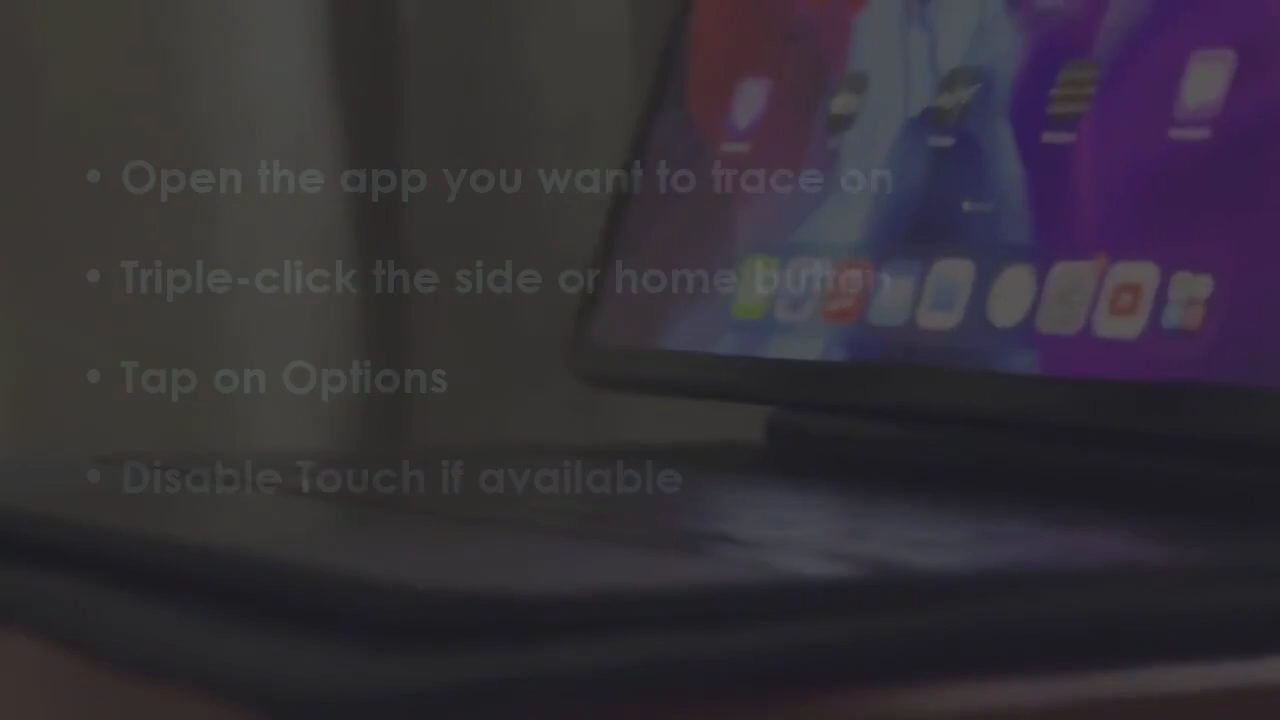 • Open the app you want to trace on
• Triple-click the side or home button
• Tap on Options
• Disable Touch if available